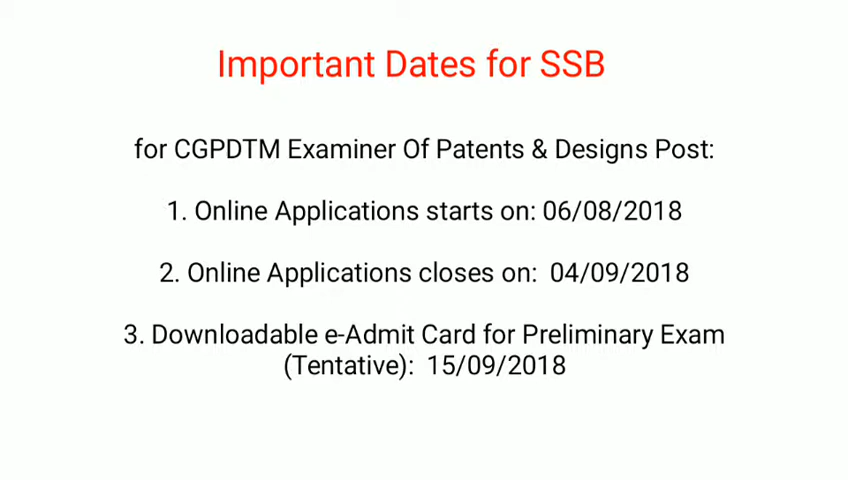 Important Dates for SSB
for CGPDTM Examiner Of Patents & Designs Post:
1. Online Applications starts on: 06/08/2018
2. Online Applications closes on: 04/09/2018
3. Downloadable e-Admit Card for Preliminary Exam
(Tentative): 15/09/2018